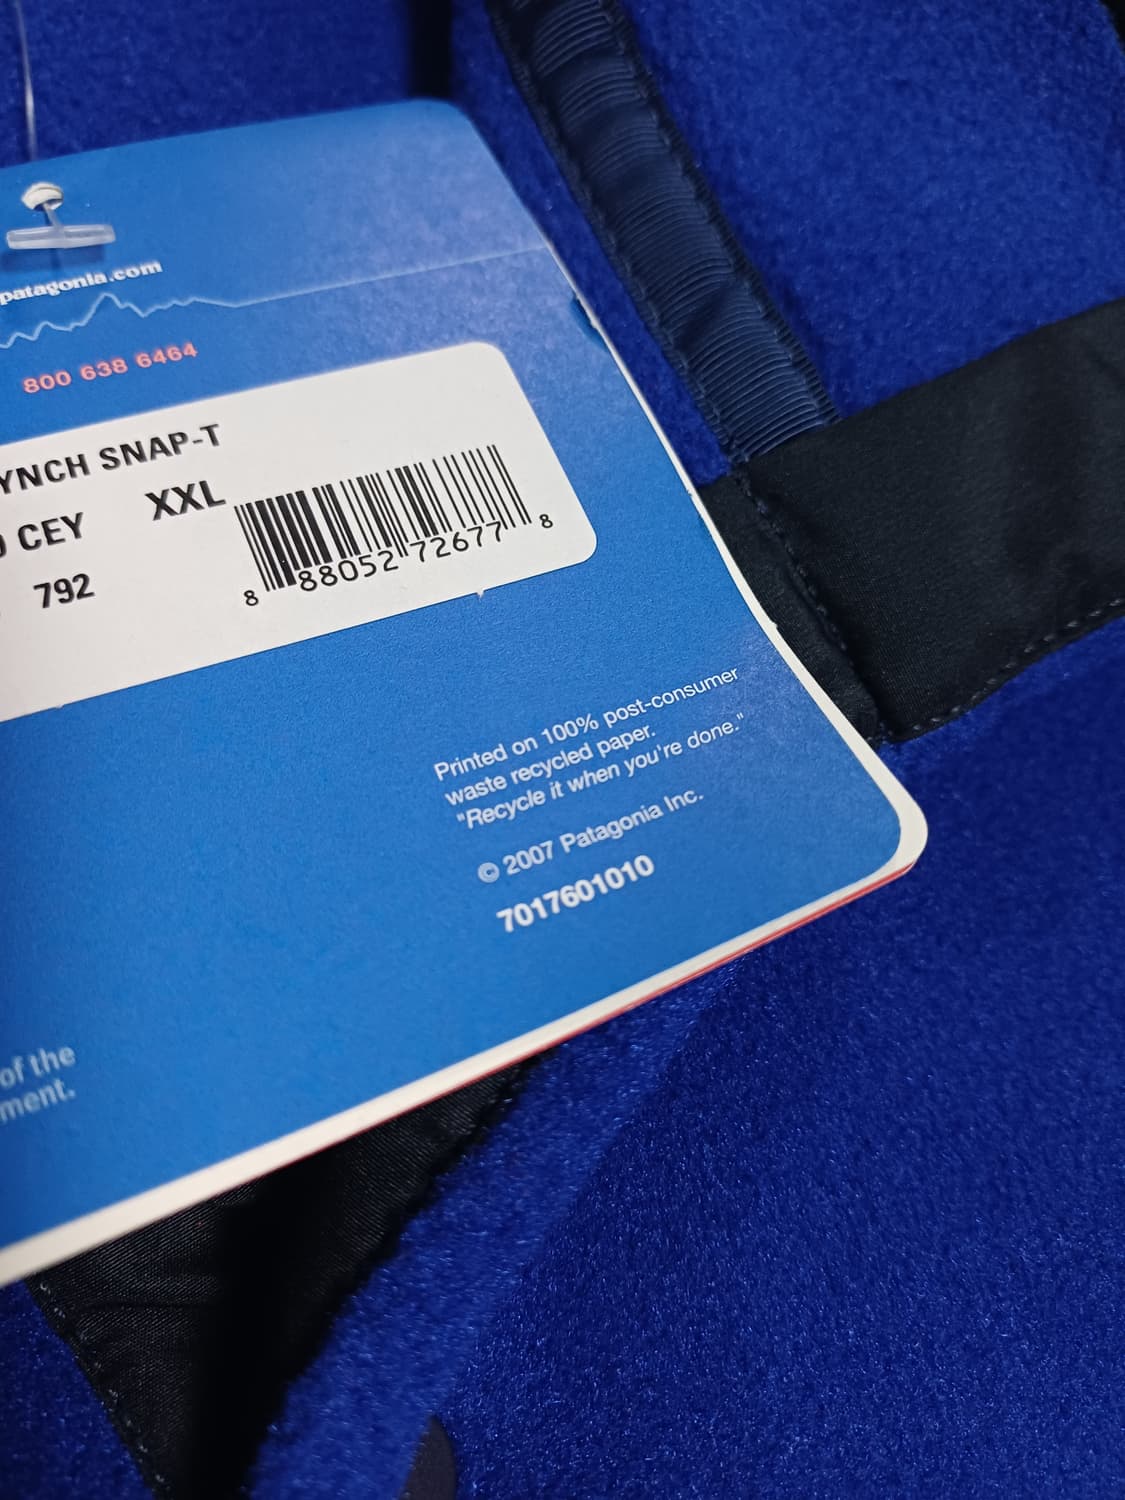 patagonia.com
800 638 6464
YNCH SNAP-T
CEY XXL
792
8 88052 72677 8
Printed on 100% post-consumer
waste recycled paper.
"Recycle it when you're done."
© 2007 Patagonia Inc.
7017601010
of the
ment.